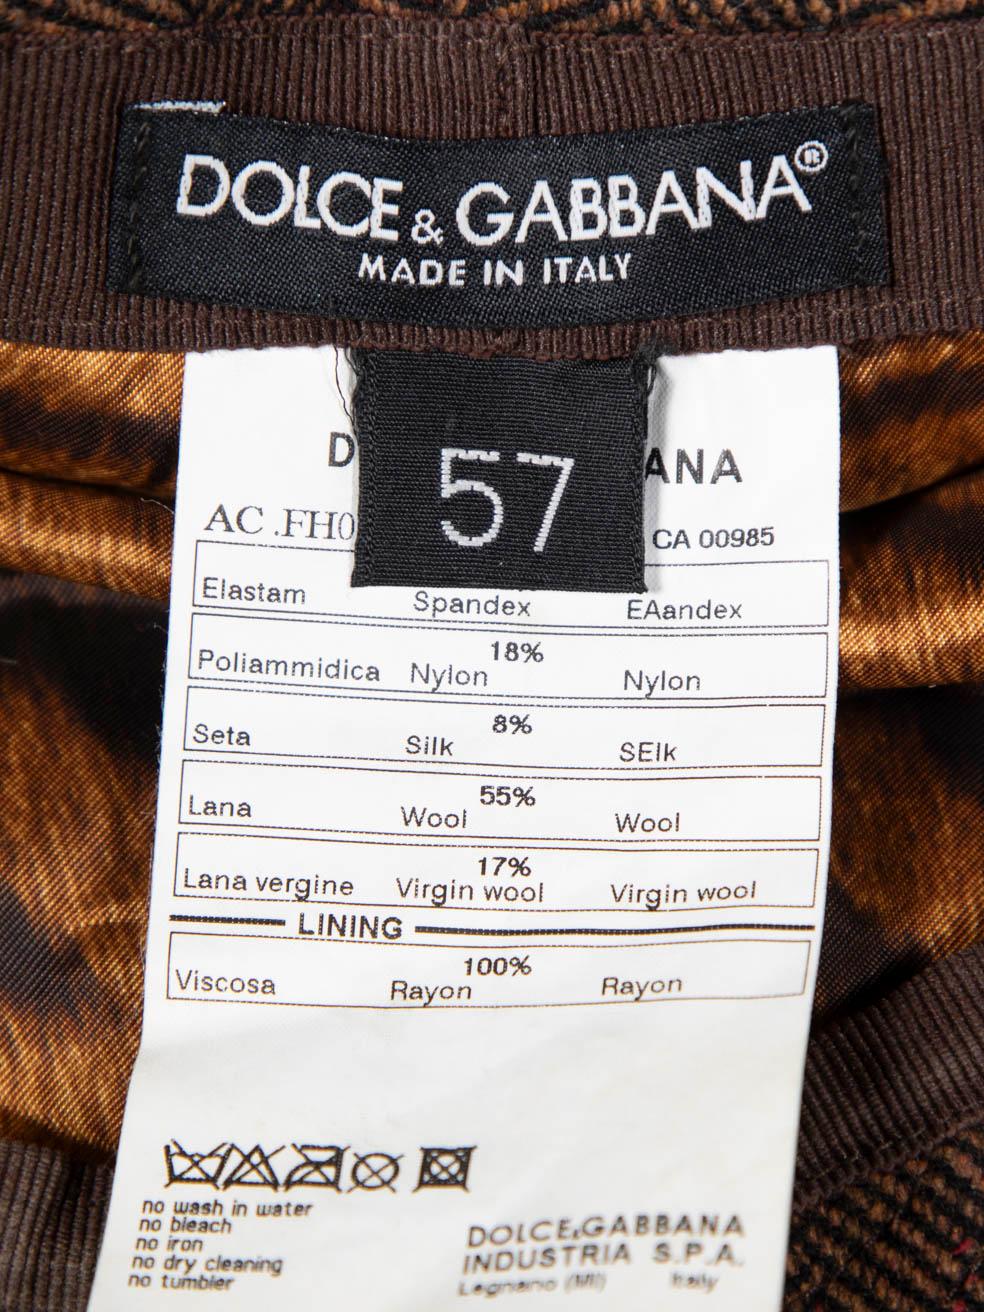 DOLCE & GABBANA®
MADE IN ITALY
57
D ANA
AC .FH0 CA 00985
Elastam Spandex EAandex
18%
Poliammidica Nylon Nylon
8%
Seta Silk SElk
55%
Lana Wool Wool
17%
Lana vergine Virgin wool Virgin wool
LINING
100%
Viscosa Rayon Rayon
no wash in water
no bleach
no iron
no dry cleaning
no tumbler
DOLCE&GABBANA
INDUSTRIA S.P.A.
Legnano (MI) Italy